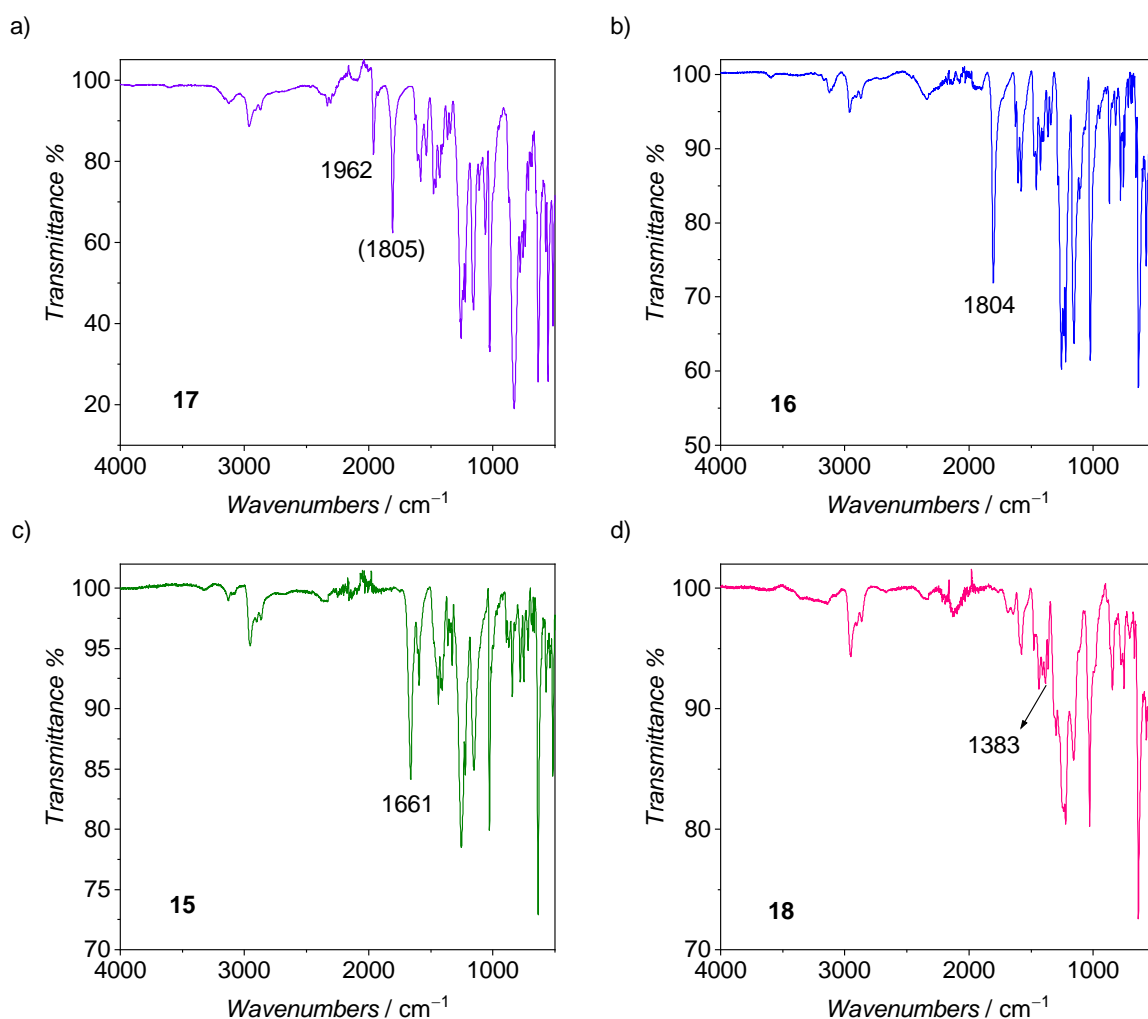 a)
Transmittance %
100
80
60
40
20
1962
(1805)
17
4000 3000 2000 1000
Wavenumbers / cm⁻¹
b)
Transmittance %
100
90
80
70
60
50
1804
16
4000 3000 2000 1000
Wavenumbers / cm⁻¹
c)
Transmittance %
100
95
90
85
80
75
70
1661
15
4000 3000 2000 1000
Wavenumbers / cm⁻¹
d)
Transmittance %
100
90
80
70
1383
18
4000 3000 2000 1000
Wavenumbers / cm⁻¹